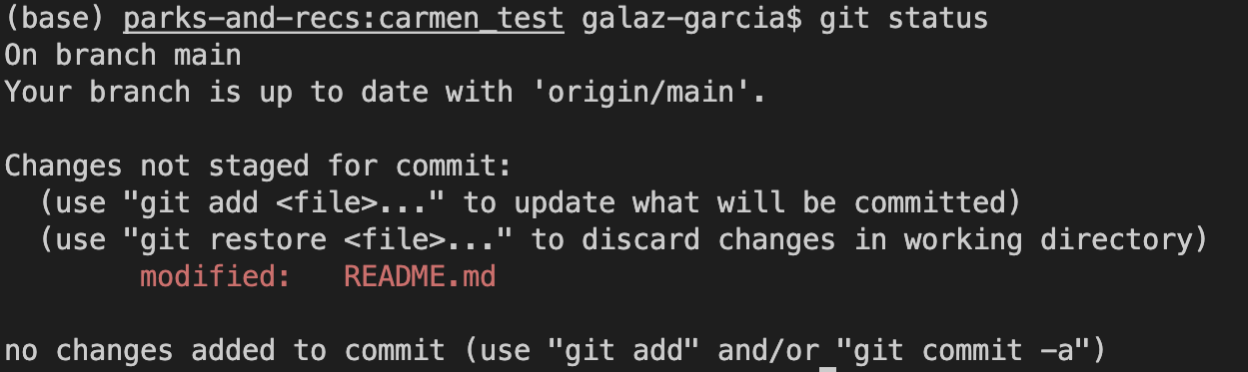 (base) parks-and-recs:carmen_test galaz-garcia$ git status
On branch main
Your branch is up to date with 'origin/main'.
Changes not staged for commit:
(use "git add <file>..." to update what will be committed)
(use "git restore <file>..." to discard changes in working directory)
modified: README.md
no changes added to commit (use "git add" and/or "git commit -a")